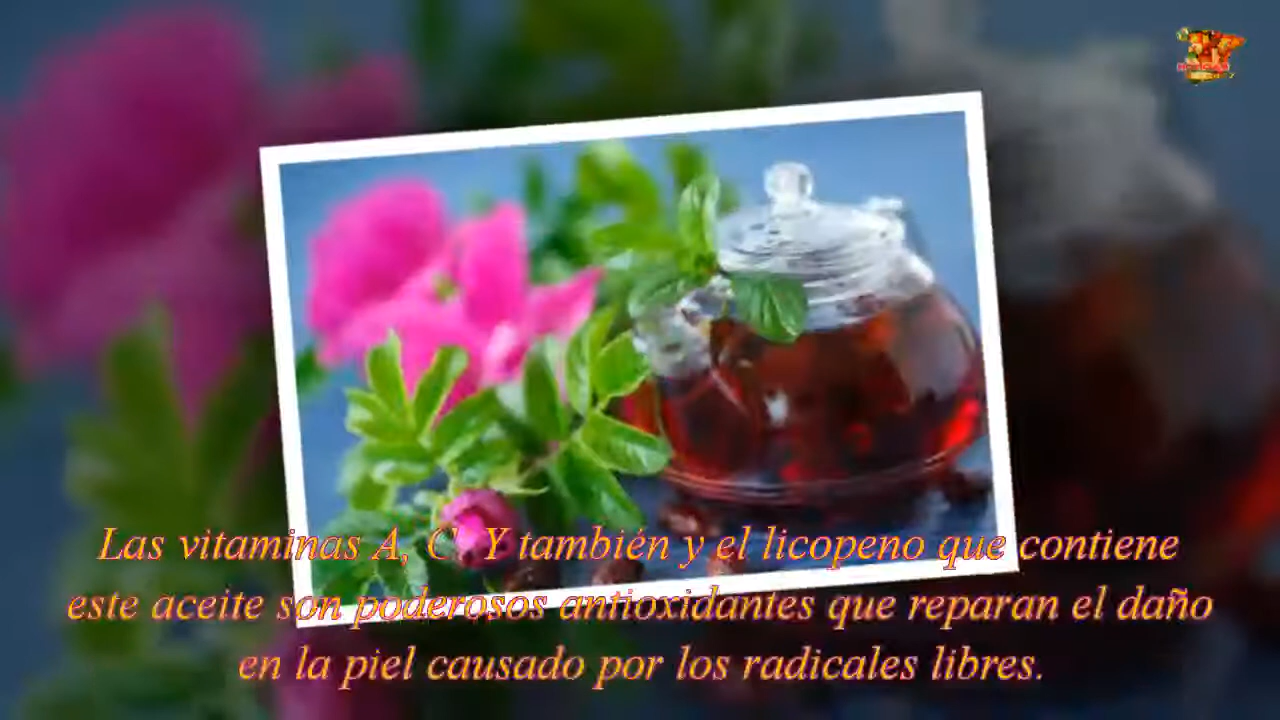 Las vitaminas A, C, Y también y el licopeno que contiene
este aceite son poderosos antioxidantes que reparan el daño
en la piel causado por los radicales libres.